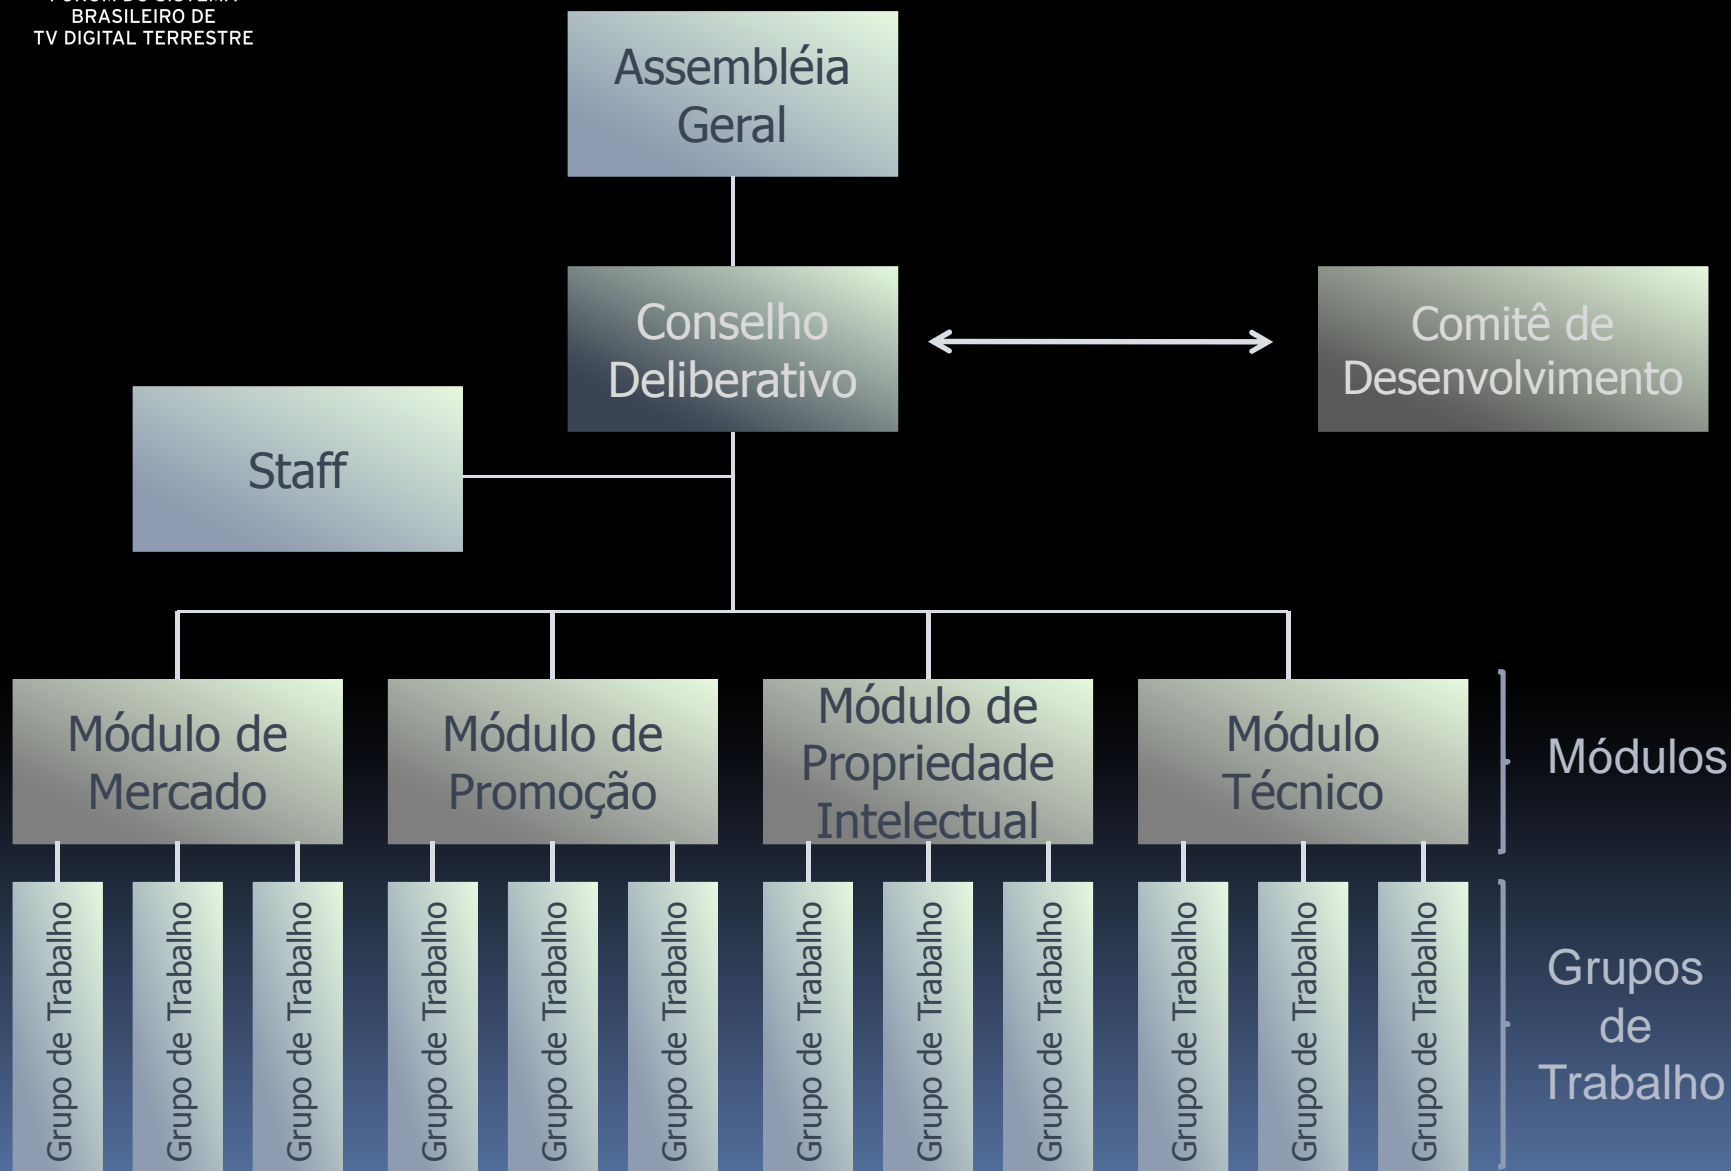 BRASILEIRO DE
TV DIGITAL TERRESTRE
Assembléia
Geral
Conselho
Deliberativo
Comitê de
Desenvolvimento
Staff
Módulo de
Mercado
Módulo de
Promoção
Módulo de
Propriedade
Intelectual
Módulo
Técnico
Módulos
Grupo de Trabalho
Grupo de Trabalho
Grupo de Trabalho
Grupo de Trabalho
Grupo de Trabalho
Grupo de Trabalho
Grupo de Trabalho
Grupo de Trabalho
Grupo de Trabalho
Grupo de Trabalho
Grupo de Trabalho
Grupo de Trabalho
Grupos
de
Trabalho